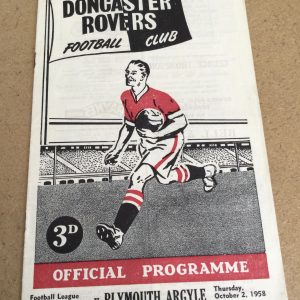 DONCASTER
ROVERS
FOOTBALL CLUB
3D
OFFICIAL PROGRAMME
Football League
v. PLYMOUTH ARGYLE
Thursday,
October 2, 1958